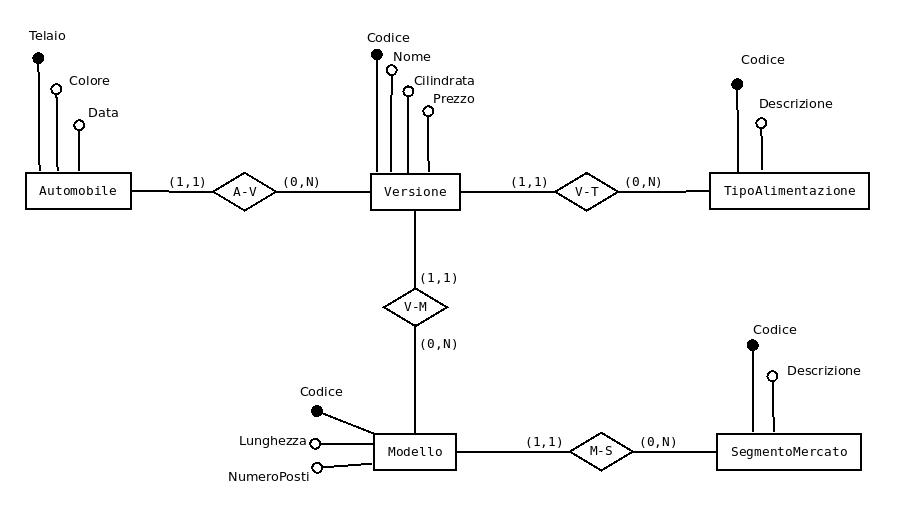 Telaio
Colore
Data
Codice
Nome
Cilindrata
Prezzo
Codice
Descrizione
Automobile
(1,1)
A-V
(0,N)
Versione
(1,1)
V-T
(0,N)
TipoAlimentazione
(1,1)
V-M
(0,N)
Codice
Lunghezza
NumeroPosti
Modello
(1,1)
M-S
(0,N)
Codice
Descrizione
SegmentoMercato